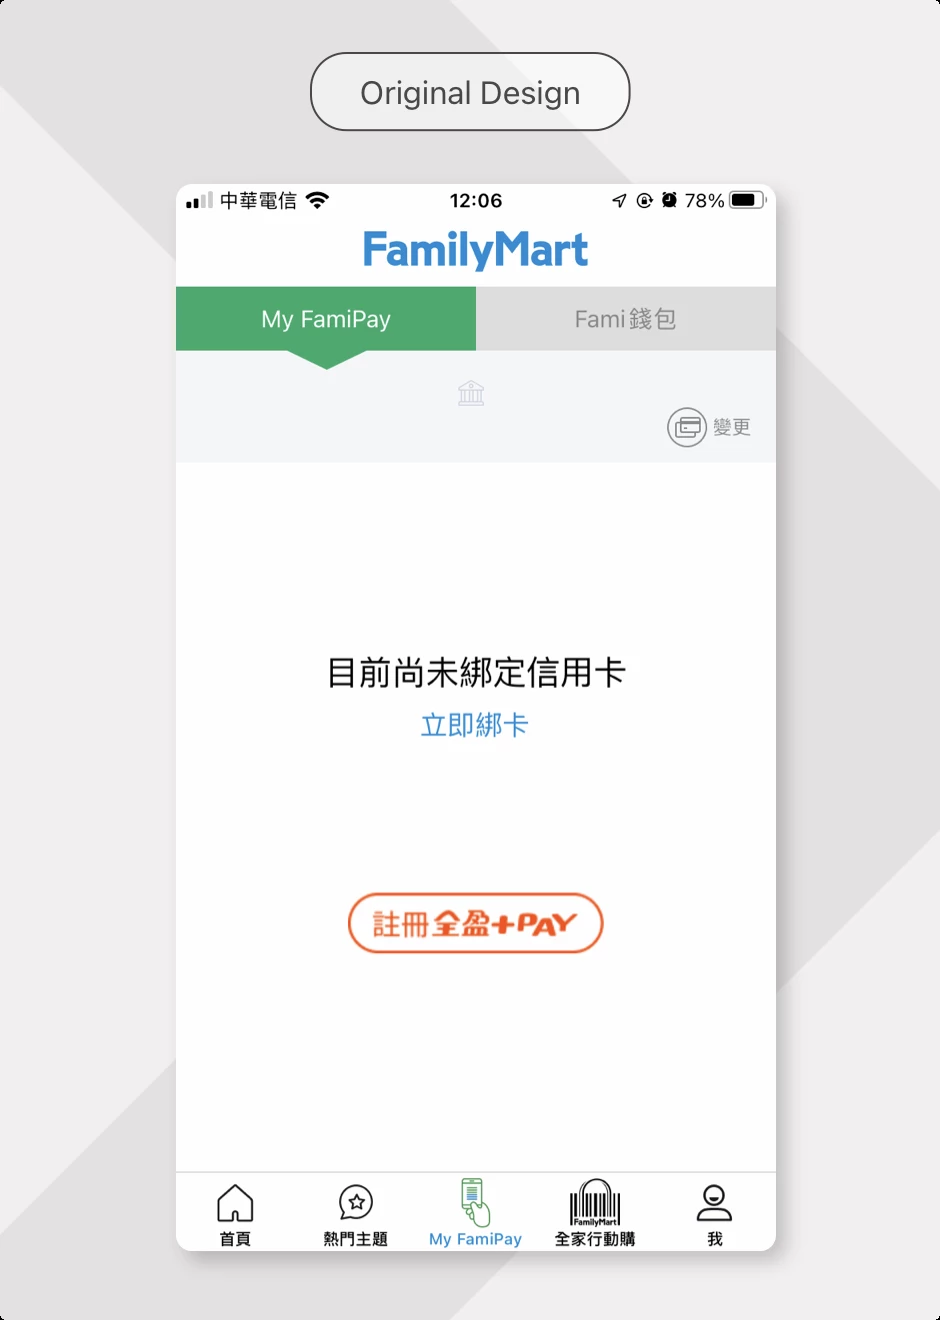 Original Design
中華電信 12:06 78%
FamilyMart
My FamiPay Fami錢包
變更
目前尚未綁定信用卡
立即綁卡
註冊全盈+PAY
FamilyMart
首頁 熱門主題 My FamiPay 全家行動購 我